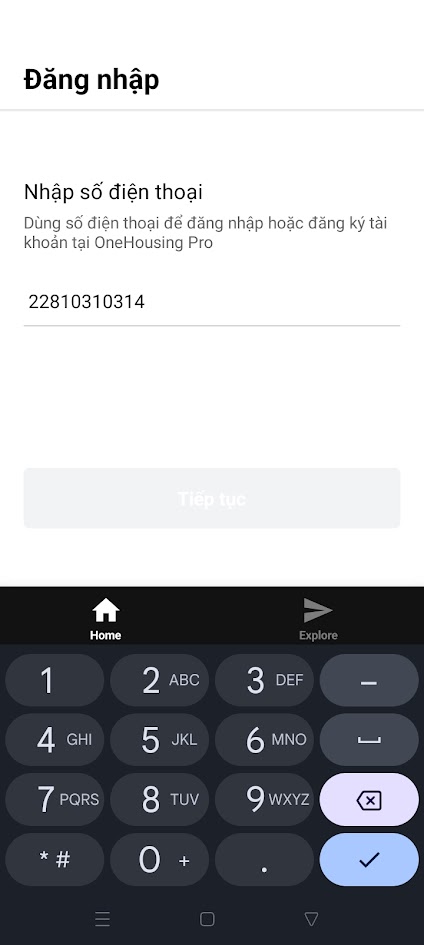 Đăng nhập
Nhập số điện thoại
Dùng số điện thoại để đăng nhập hoặc đăng ký tài
khoản tại OneHousing Pro
22810310314
Tiếp tục
Home Explore
1 2 ABC 3 DEF –
4 GHI 5 JKL 6 MNO
7 PQRS 8 TUV 9 WXYZ
* # 0 + .